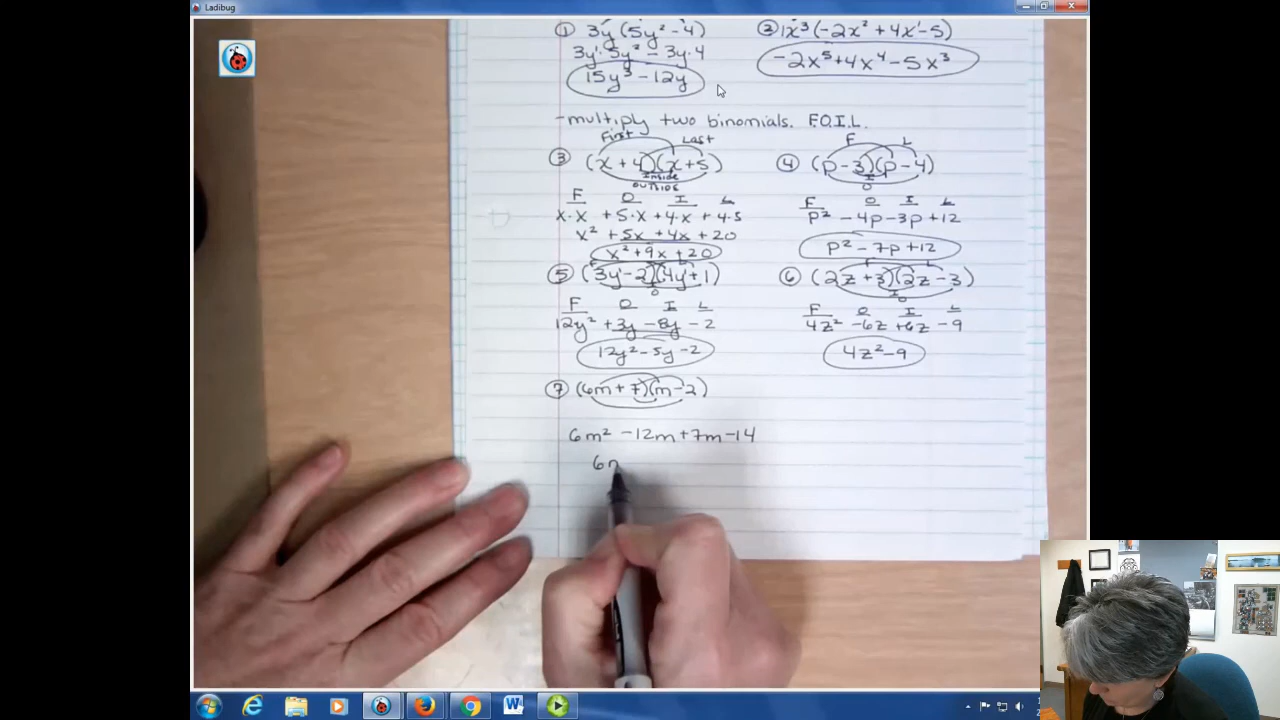 Ladibug
① 3y(5y² - 4)
3y · 5y² - 3y·4
15y³ - 12y
② 1x³(-2x² + 4x¹ - 5)
-2x⁵ + 4x⁴ - 5x³
- multiply two binomials. F.O.I.L.
First Last
③ (x + 4)(x + 5)
Inside
OUTSIDE
F O I L
x·x + 5·x + 4·x + 4·5
x² + 5x + 4x + 20
x² + 9x + 20
F L
④ (p - 3)(p - 4)
I
O
F O I L
p² - 4p - 3p + 12
p² - 7p + 12
⑤ (3y - 2)(4y + 1)
I
O
F O I L
12y² + 3y - 8y - 2
12y² - 5y - 2
F L
⑥ (2z + 3)(2z - 3)
I
O
F O I L
4z² - 6z + 6z - 9
4z² - 9
⑦ (6m + 7)(m - 2)
6m² - 12m + 7m - 14
6m